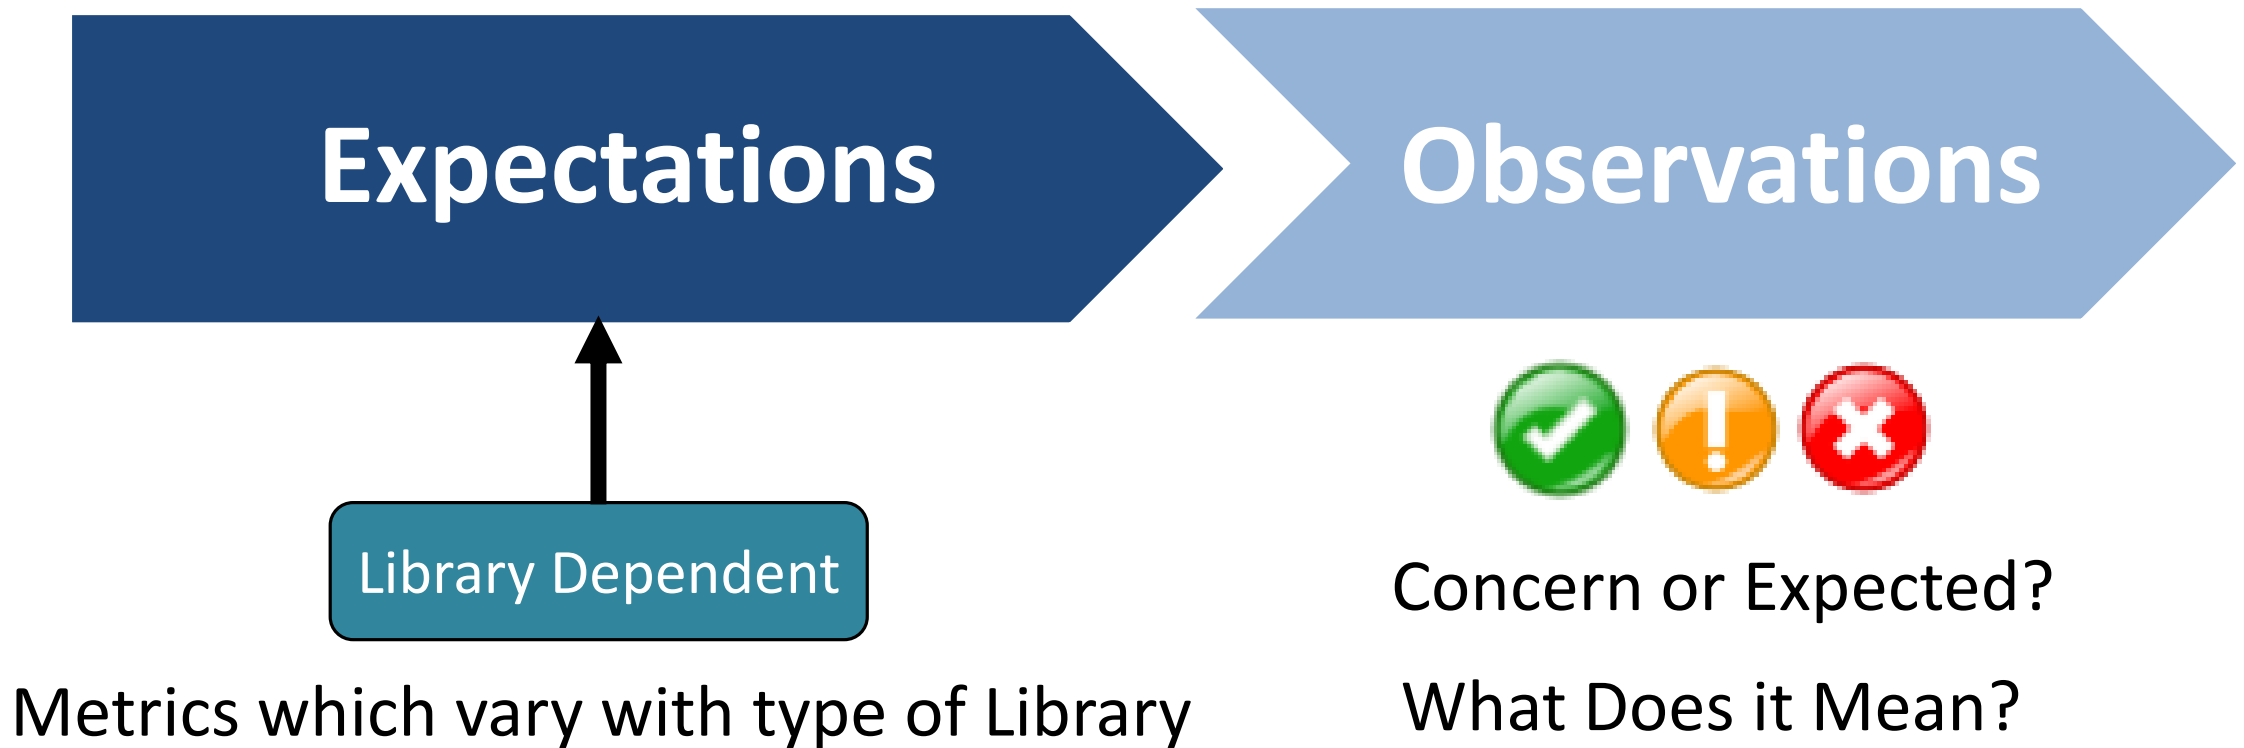 Expectations
Observations
Library Dependent
Concern or Expected?
Metrics which vary with type of Library
What Does it Mean?